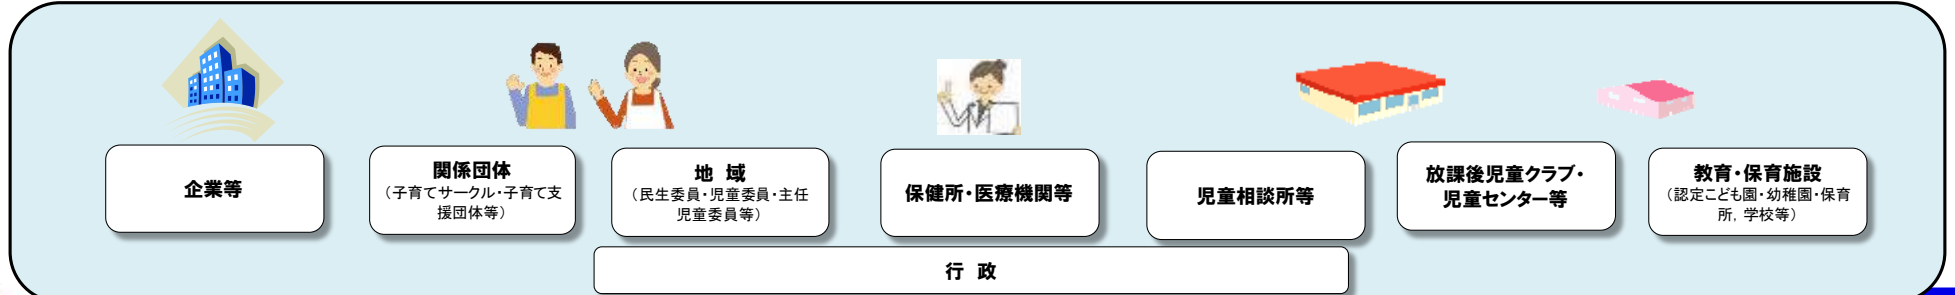 企業等
関係団体
（子育てサークル・子育て支
援団体等）
地 域
（民生委員・児童委員・主任
児童委員等）
保健所・医療機関等
児童相談所等
放課後児童クラブ・
児童センター等
教育・保育施設
（認定こども園・幼稚園・保育
所，学校等）
行 政